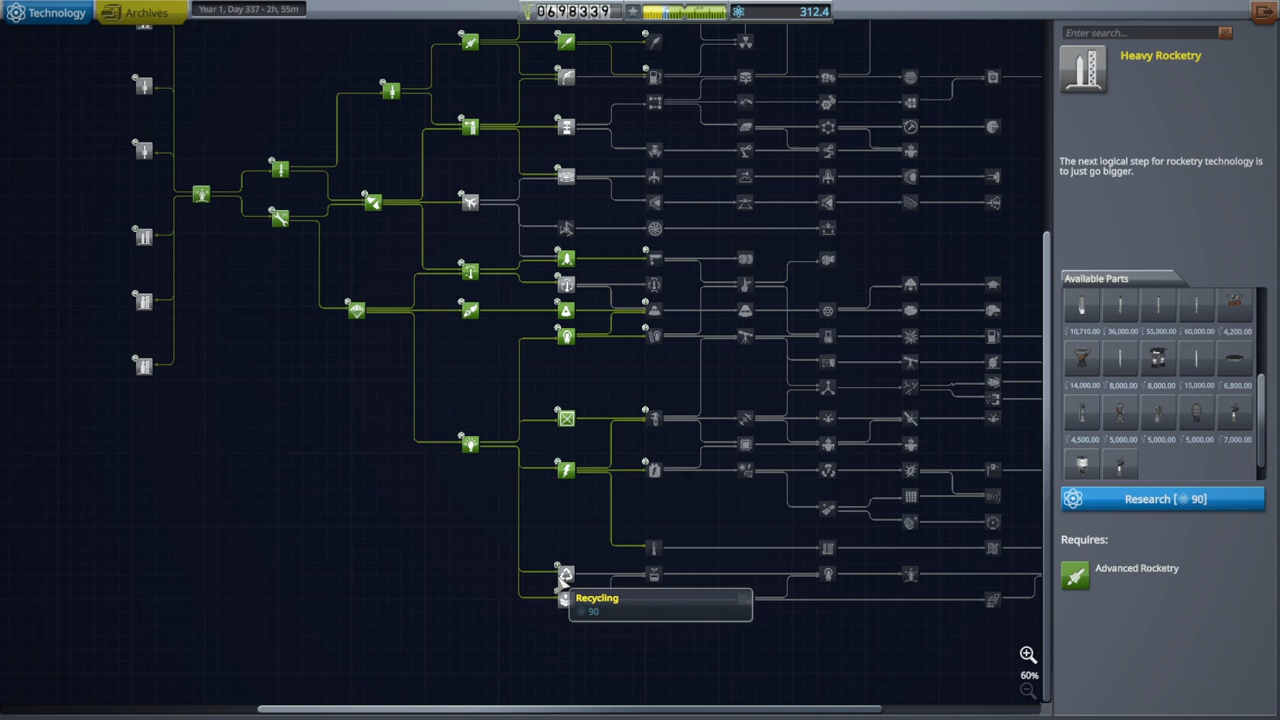 Technology
Archives
Year 1, Day 337 - 2h, 55m
0698339
312.4
Enter search...
Heavy Rocketry
The next logical step for rocketry technology is
to just go bigger.
Available Parts
10,710.00 36,000.00 55,000.00 60,000.00 4,200.00
14,000.00 8,000.00 8,000.00 15,000.00 6,800.00
4,500.00 5,000.00 5,000.00 5,000.00 7,000.00
Research [ 90]
Requires:
Advanced Rocketry
Recycling
90
60%